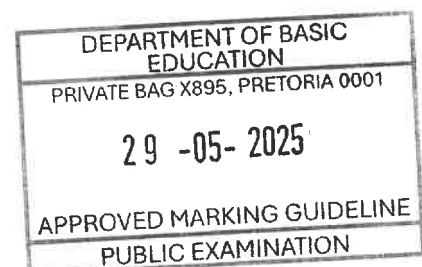 DEPARTMENT OF BASIC
EDUCATION
PRIVATE BAG X895, PRETORIA 0001
29 -05- 2025
APPROVED MARKING GUIDELINE
PUBLIC EXAMINATION